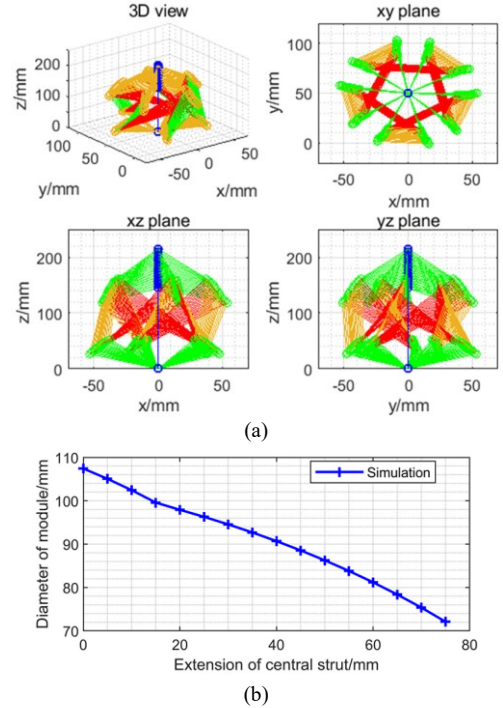 3D view
xy plane
z/mm
200
100
0
100
50
0
y/mm
-50
0
50
x/mm
y/mm
100
50
0
-50
0
50
x/mm
xz plane
yz plane
z/mm
200
100
0
-50
0
50
x/mm
z/mm
200
100
0
-50
0
50
y/mm
(a)
Diameter of module/mm
110
100
90
80
70
Simulation
0
20
40
60
80
Extension of central strut/mm
(b)